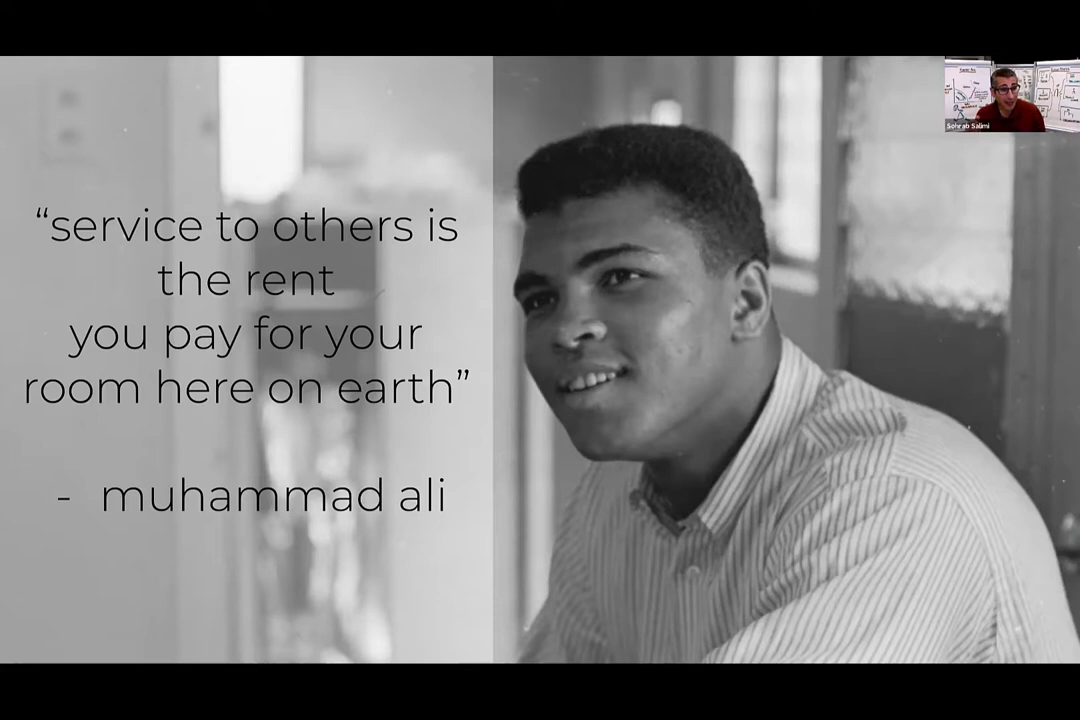 “service to others is
the rent
you pay for your
room here on earth”
- muhammad ali
Sohrab Salimi